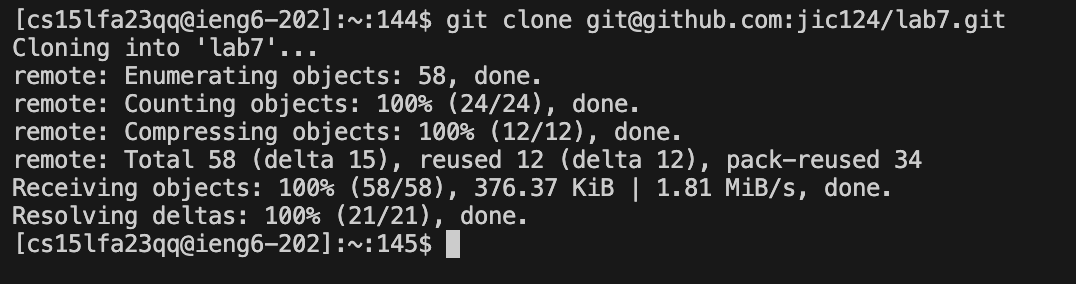 [cs15lfa23qq@ieng6-202]:~:144$ git clone git@github.com:jic124/lab7.git
Cloning into 'lab7'...
remote: Enumerating objects: 58, done.
remote: Counting objects: 100% (24/24), done.
remote: Compressing objects: 100% (12/12), done.
remote: Total 58 (delta 15), reused 12 (delta 12), pack-reused 34
Receiving objects: 100% (58/58), 376.37 KiB | 1.81 MiB/s, done.
Resolving deltas: 100% (21/21), done.
[cs15lfa23qq@ieng6-202]:~:145$